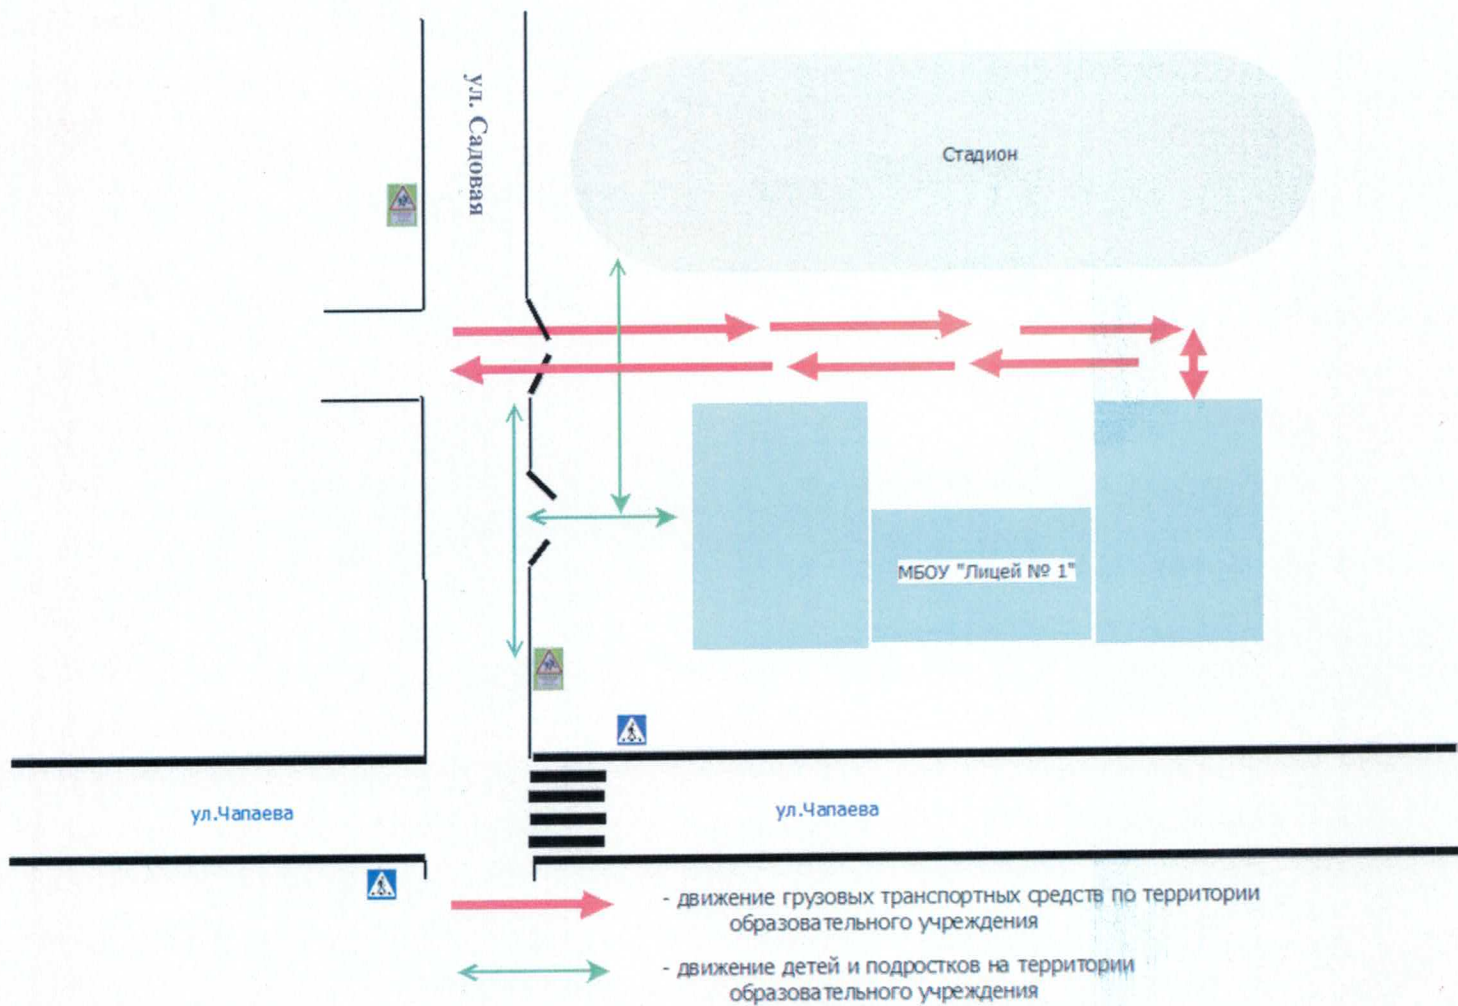 ул. Садовая
Стадион
МБОУ "Лицей № 1"
ул.Чапаева
ул.Чапаева
- движение грузовых транспортных средств по территории
образовательного учреждения
- движение детей и подростков на территории
образовательного учреждения